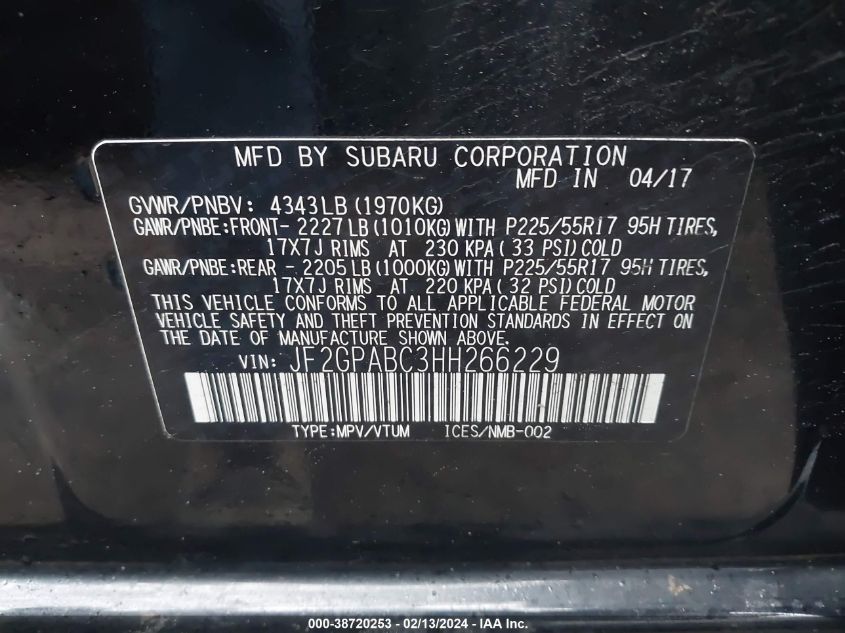 MFD BY SUBARU CORPORATION
MFD IN 04/17
GVWR/PNBV: 4343LB (1970KG)
GAWR/PNBE:FRONT- 2227 LB (1010KG) WITH P225/55R17 95H TIRES,
17X7J RIMS AT 230 KPA ( 33 PSI) COLD
GAWR/PNBE:REAR - 2205 LB (1000KG) WITH P225/55R17 95H TIRES,
17X7J RIMS AT 220 KPA ( 32 PSI) COLD
THIS VEHICLE CONFORMS TO ALL APPLICABLE FEDERAL MOTOR
VEHICLE SAFETY AND THEFT PREVENTION STANDARDS IN EFFECT ON
THE DATE OF MANUFACTURE SHOWN ABOVE.
VIN: JF2GPABC3HH266229
TYPE:MPV/VTUM ICES/NMB-002
000-38720253 - 02/13/2024 - IAA Inc.